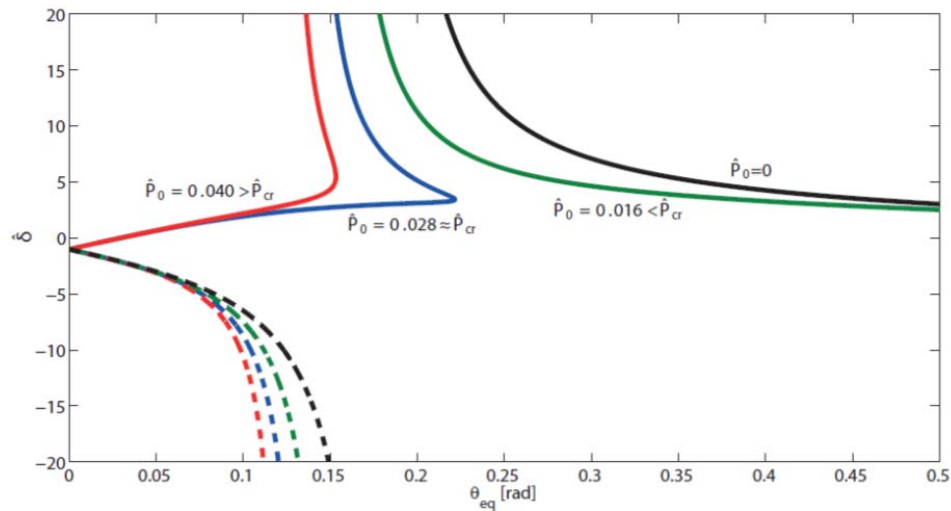 20
15
10
5
0
−5
−10
−15
−20
δ̂
P̂₀ = 0.040 >P̂cr
P̂₀ = 0.028 ≈ P̂cr
P̂₀ = 0.016 <P̂cr
P̂₀=0
0 0.05 0.1 0.15 0.2 0.25 0.3 0.35 0.4 0.45 0.5
θeq [rad]